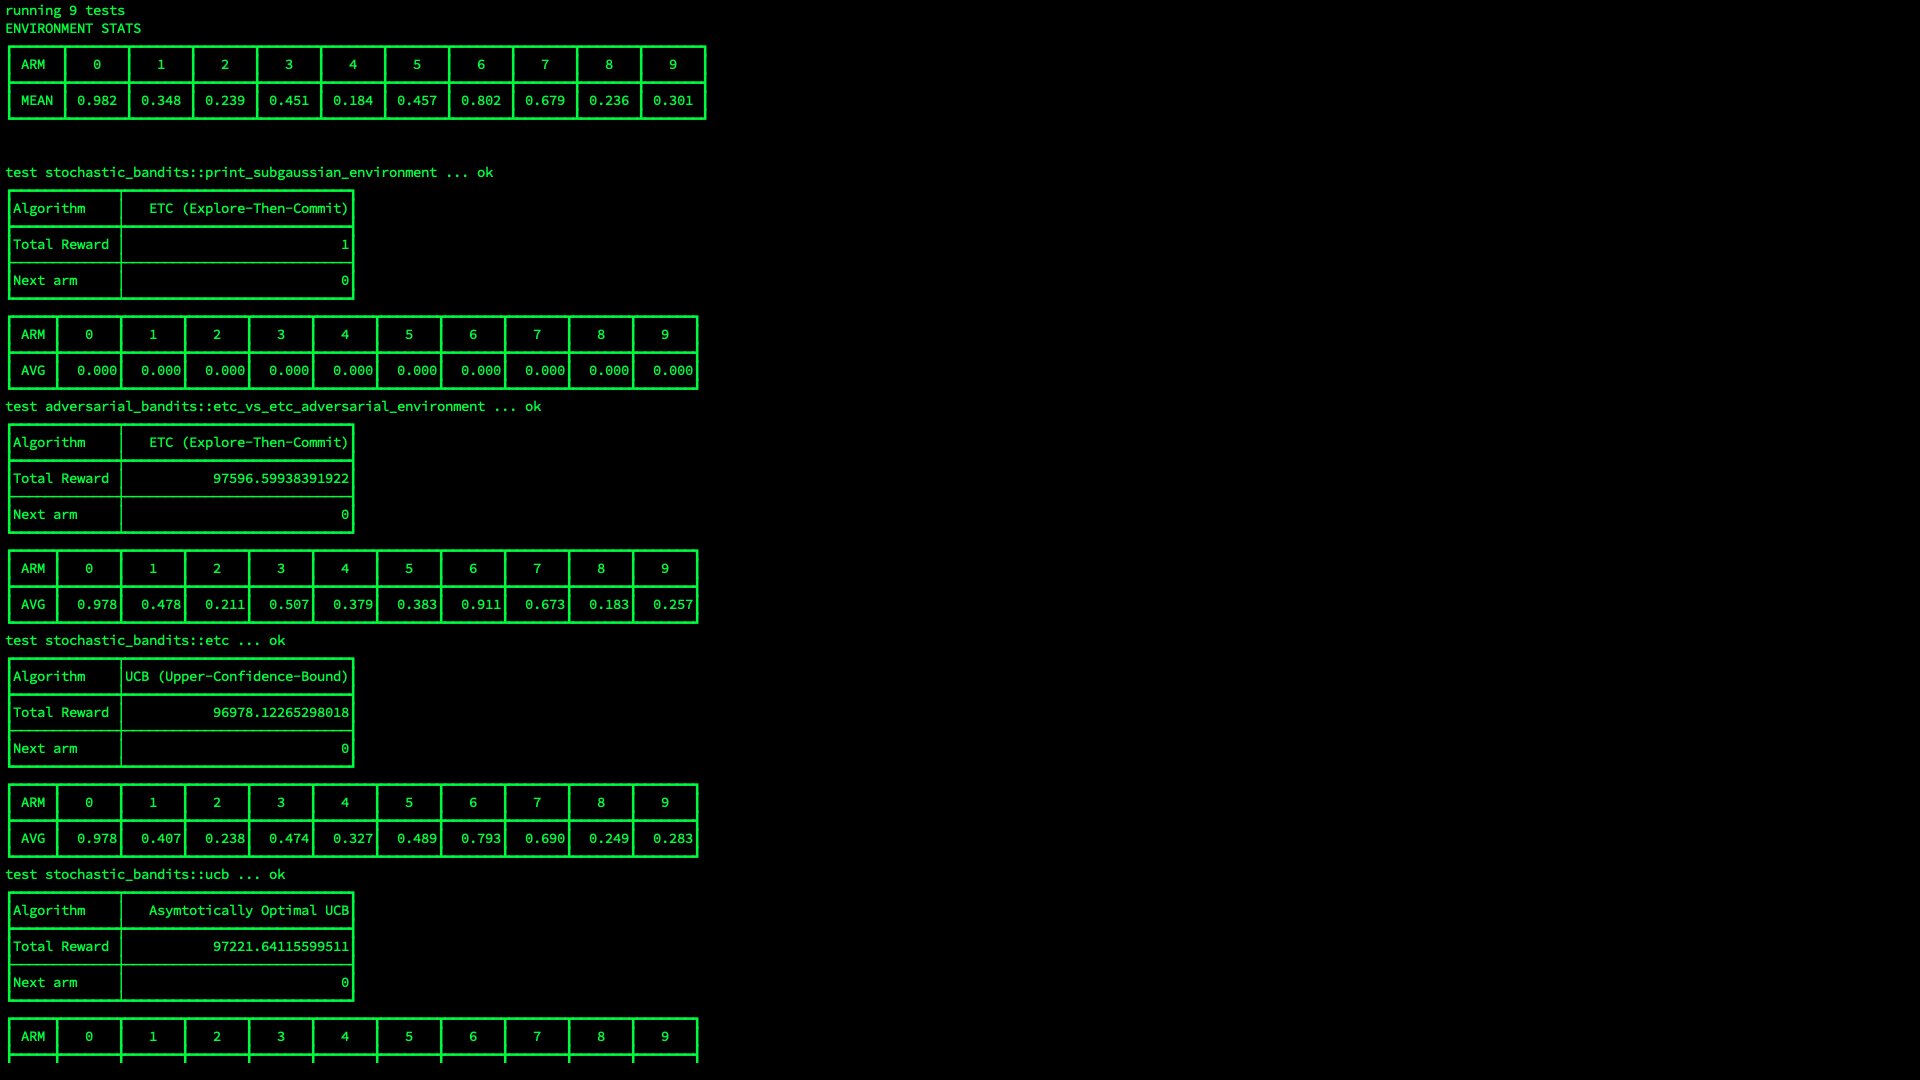 running 9 tests
ENVIRONMENT STATS
ARM 0 1 2 3 4 5 6 7 8 9
MEAN 0.982 0.348 0.239 0.451 0.184 0.457 0.802 0.679 0.236 0.301
test stochastic_bandits::print_subgaussian_environment ... ok
Algorithm ETC (Explore-Then-Commit)
Total Reward 1
Next arm 0
ARM 0 1 2 3 4 5 6 7 8 9
AVG 0.000 0.000 0.000 0.000 0.000 0.000 0.000 0.000 0.000 0.000
test adversarial_bandits::etc_vs_etc_adversarial_environment ... ok
Algorithm ETC (Explore-Then-Commit)
Total Reward 97596.59938391922
Next arm 0
ARM 0 1 2 3 4 5 6 7 8 9
AVG 0.978 0.478 0.211 0.507 0.379 0.383 0.911 0.673 0.183 0.257
test stochastic_bandits::etc ... ok
Algorithm UCB (Upper-Confidence-Bound)
Total Reward 96978.12265298018
Next arm 0
ARM 0 1 2 3 4 5 6 7 8 9
AVG 0.978 0.407 0.238 0.474 0.327 0.489 0.793 0.690 0.249 0.283
test stochastic_bandits::ucb ... ok
Algorithm Asymtotically Optimal UCB
Total Reward 97221.64115599511
Next arm 0
ARM 0 1 2 3 4 5 6 7 8 9